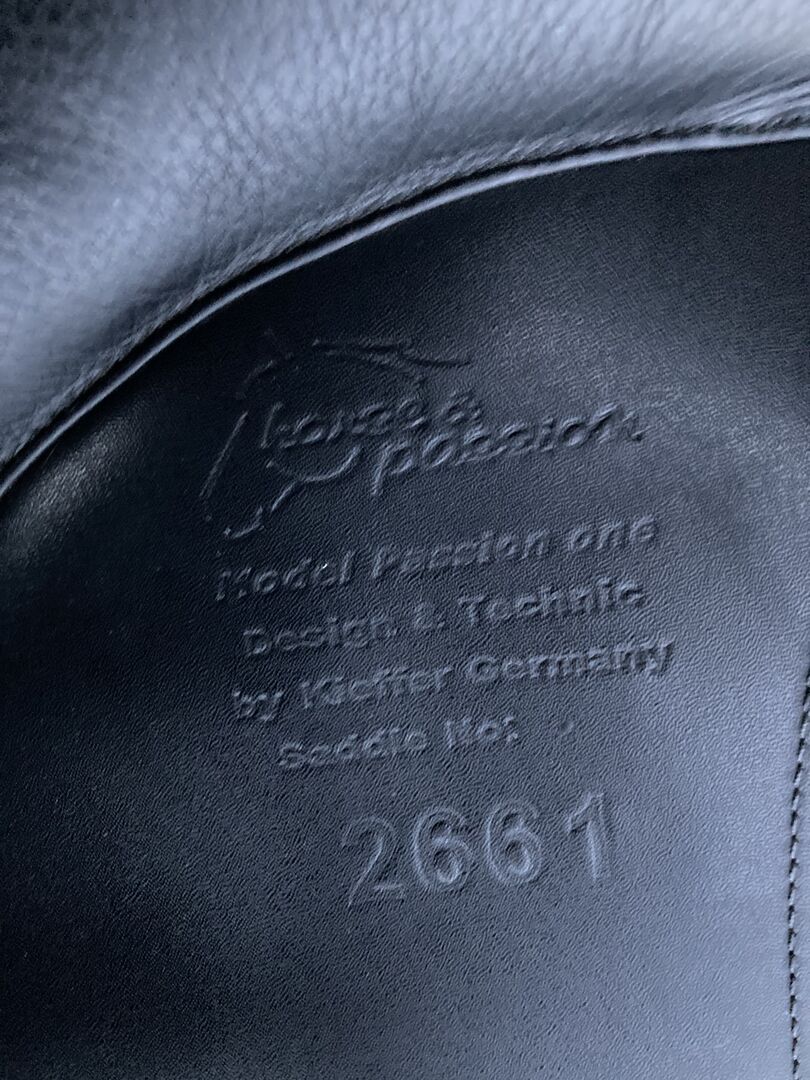 horse &
passion
Model Passion one
Design & Technic
by Kieffer Germany
Saddle No:
2661